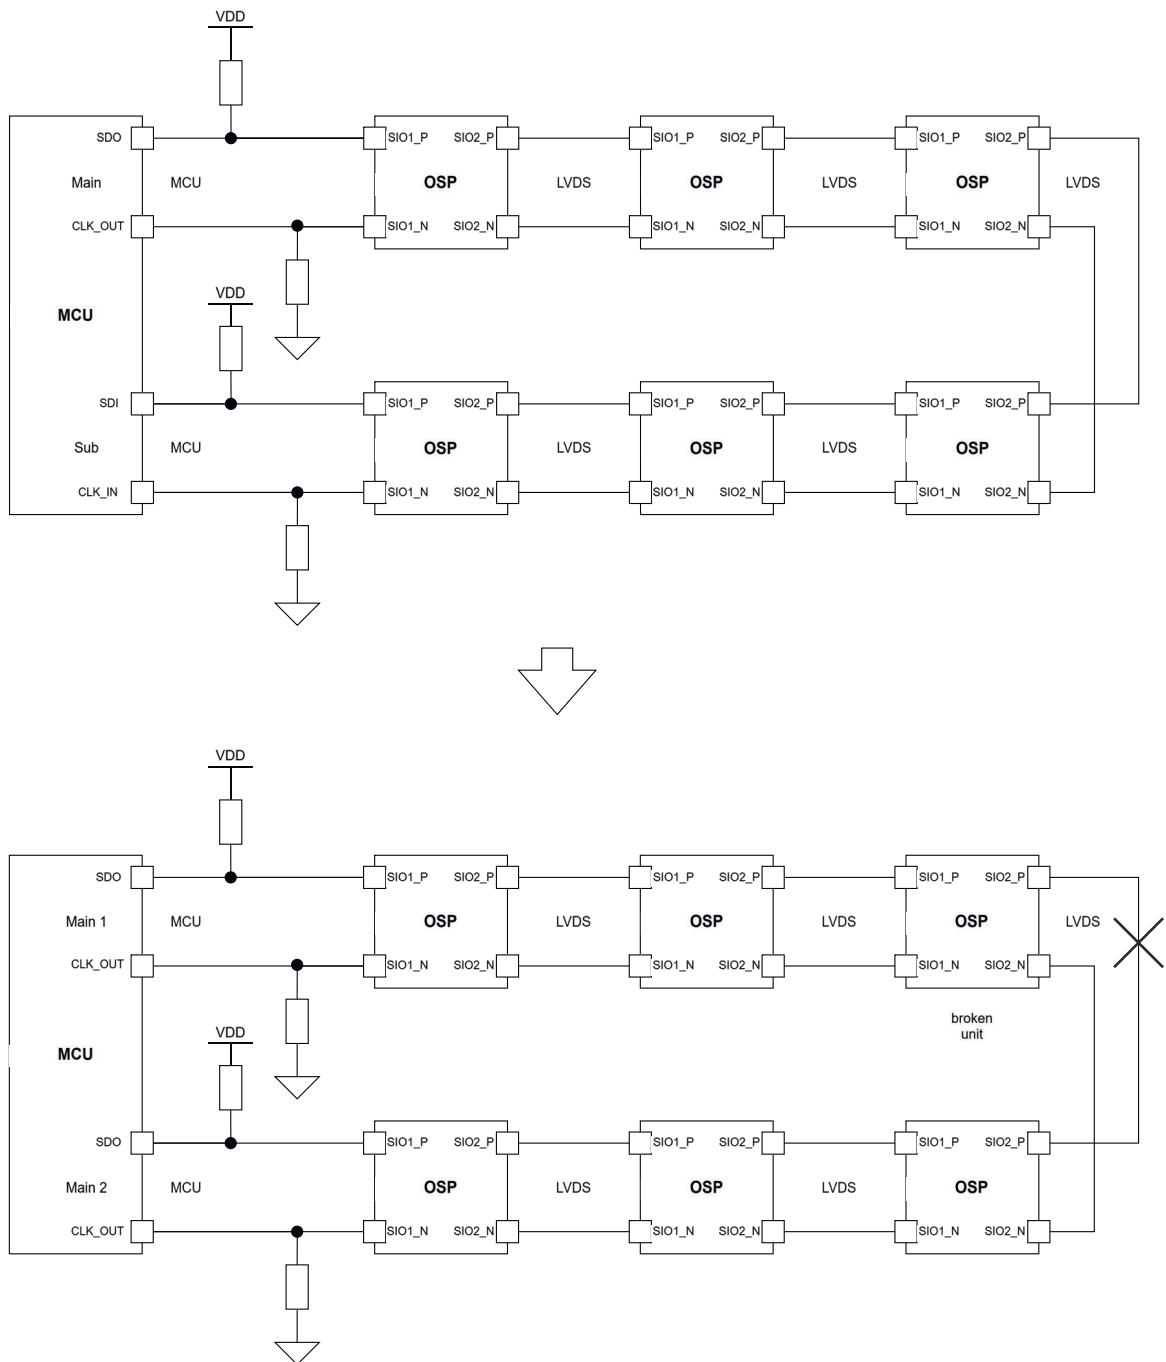 VDD
SDO
SIO1_P
SIO2_P
SIO1_P
SIO2_P
SIO1_P
SIO2_P
Main
MCU
OSP
LVDS
OSP
LVDS
OSP
LVDS
CLK_OUT
SIO1_N
SIO2_N
SIO1_N
SIO2_N
SIO1_N
SIO2_N
VDD
MCU
SDI
SIO1_P
SIO2_P
SIO1_P
SIO2_P
SIO1_P
SIO2_P
Sub
MCU
OSP
LVDS
OSP
LVDS
OSP
CLK_IN
SIO1_N
SIO2_N
SIO1_N
SIO2_N
SIO1_N
SIO2_N
VDD
SDO
SIO1_P
SIO2_P
SIO1_P
SIO2_P
SIO1_P
SIO2_P
Main 1
MCU
OSP
LVDS
OSP
LVDS
OSP
LVDS
CLK_OUT
SIO1_N
SIO2_N
SIO1_N
SIO2_N
SIO1_N
SIO2_N
broken
unit
VDD
MCU
SDO
SIO1_P
SIO2_P
SIO1_P
SIO2_P
SIO1_P
SIO2_P
Main 2
MCU
OSP
LVDS
OSP
LVDS
OSP
CLK_OUT
SIO1_N
SIO2_N
SIO1_N
SIO2_N
SIO1_N
SIO2_N